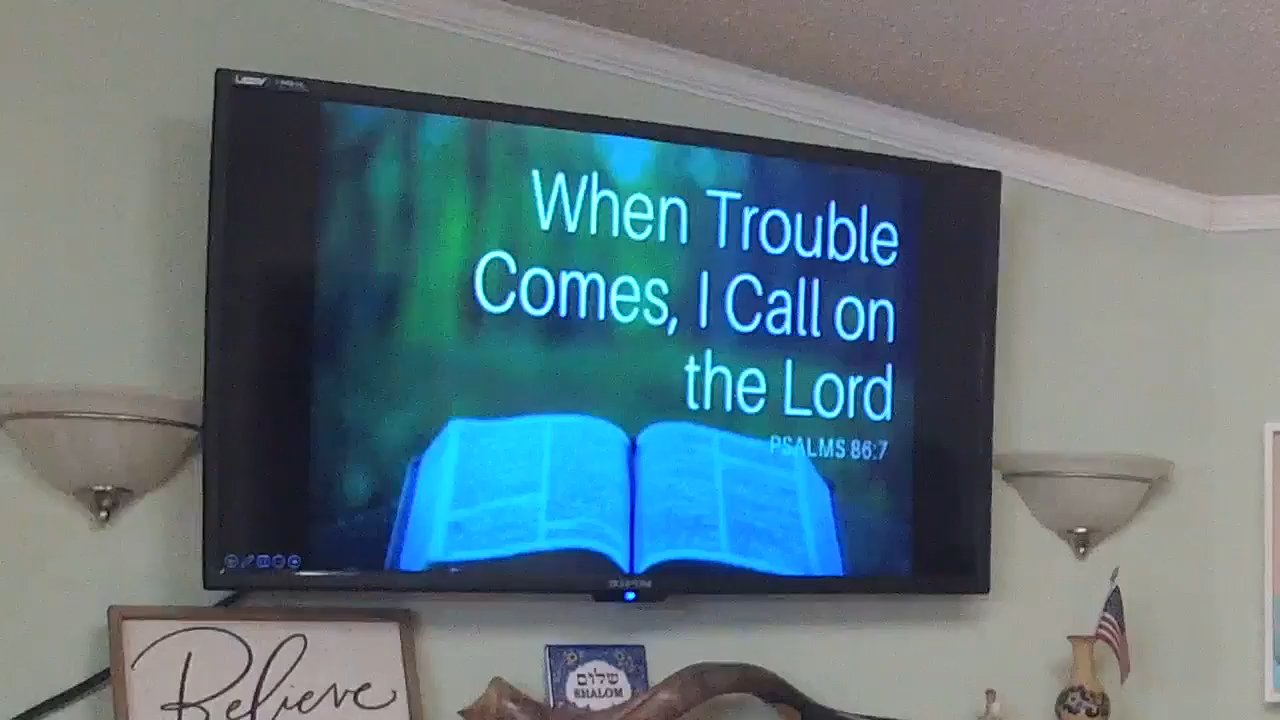 When Trouble
Comes, I Call on
the Lord
PSALMS 86:7
Believe
שלום
SHALOM